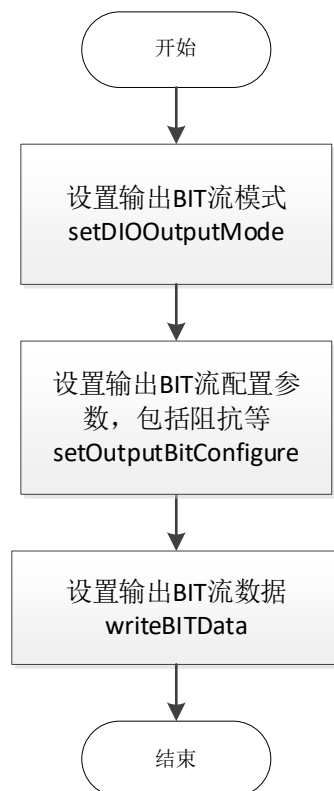 开始
设置输出BIT流模式
setDIOOutputMode
设置输出BIT流配置参
数，包括阻抗等
setOutputBitConfigure
设置输出BIT流数据
writeBITData
结束